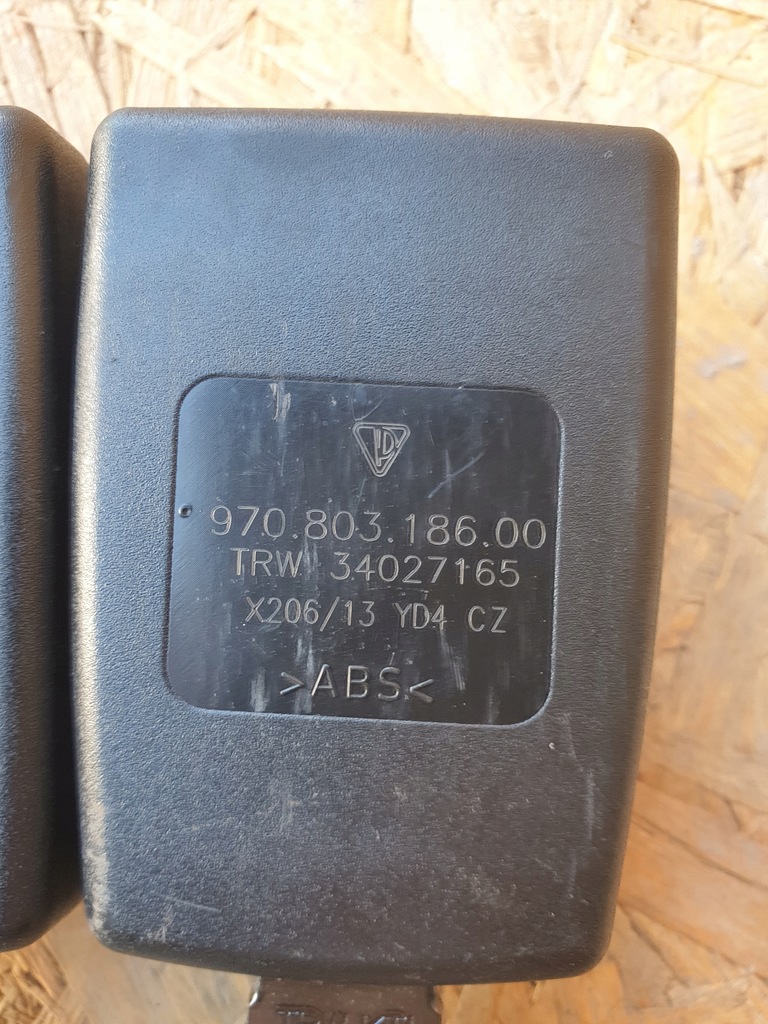 970.803.186.00
TRW 34027165
X206/13 YD4 CZ
>ABS<